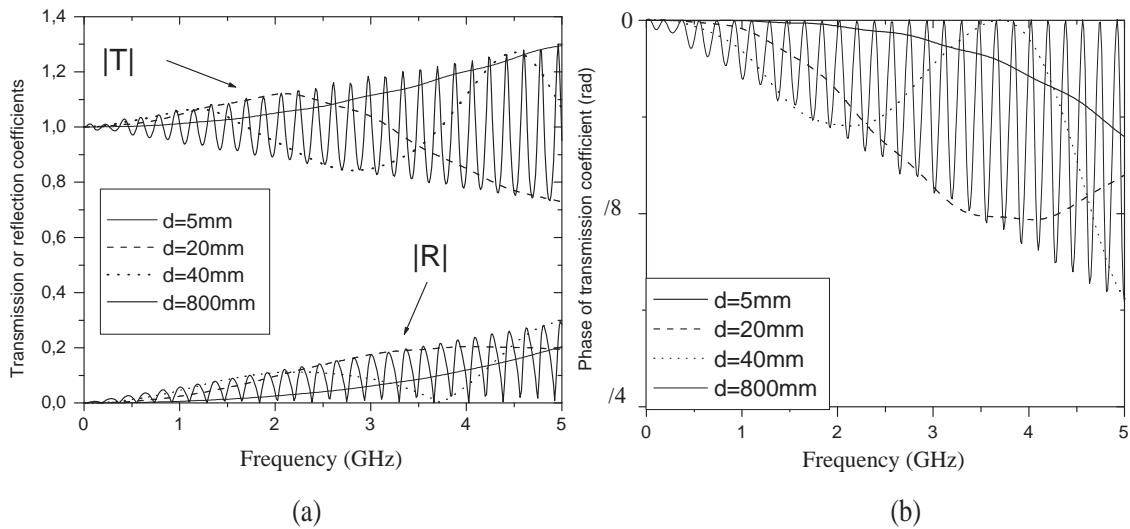 1,4
1,2
1,0
0,8
0,6
0,4
0,2
0,0
Transmission or reflection coefficients
|T|
d=5mm
d=20mm
d=40mm
d=800mm
|R|
0 1 2 3 4 5
Frequency (GHz)
(a)
0
/8
/4
Phase of transmission coefficient (rad)
d=5mm
d=20mm
d=40mm
d=800mm
0 1 2 3 4 5
Frequency (GHz)
(b)